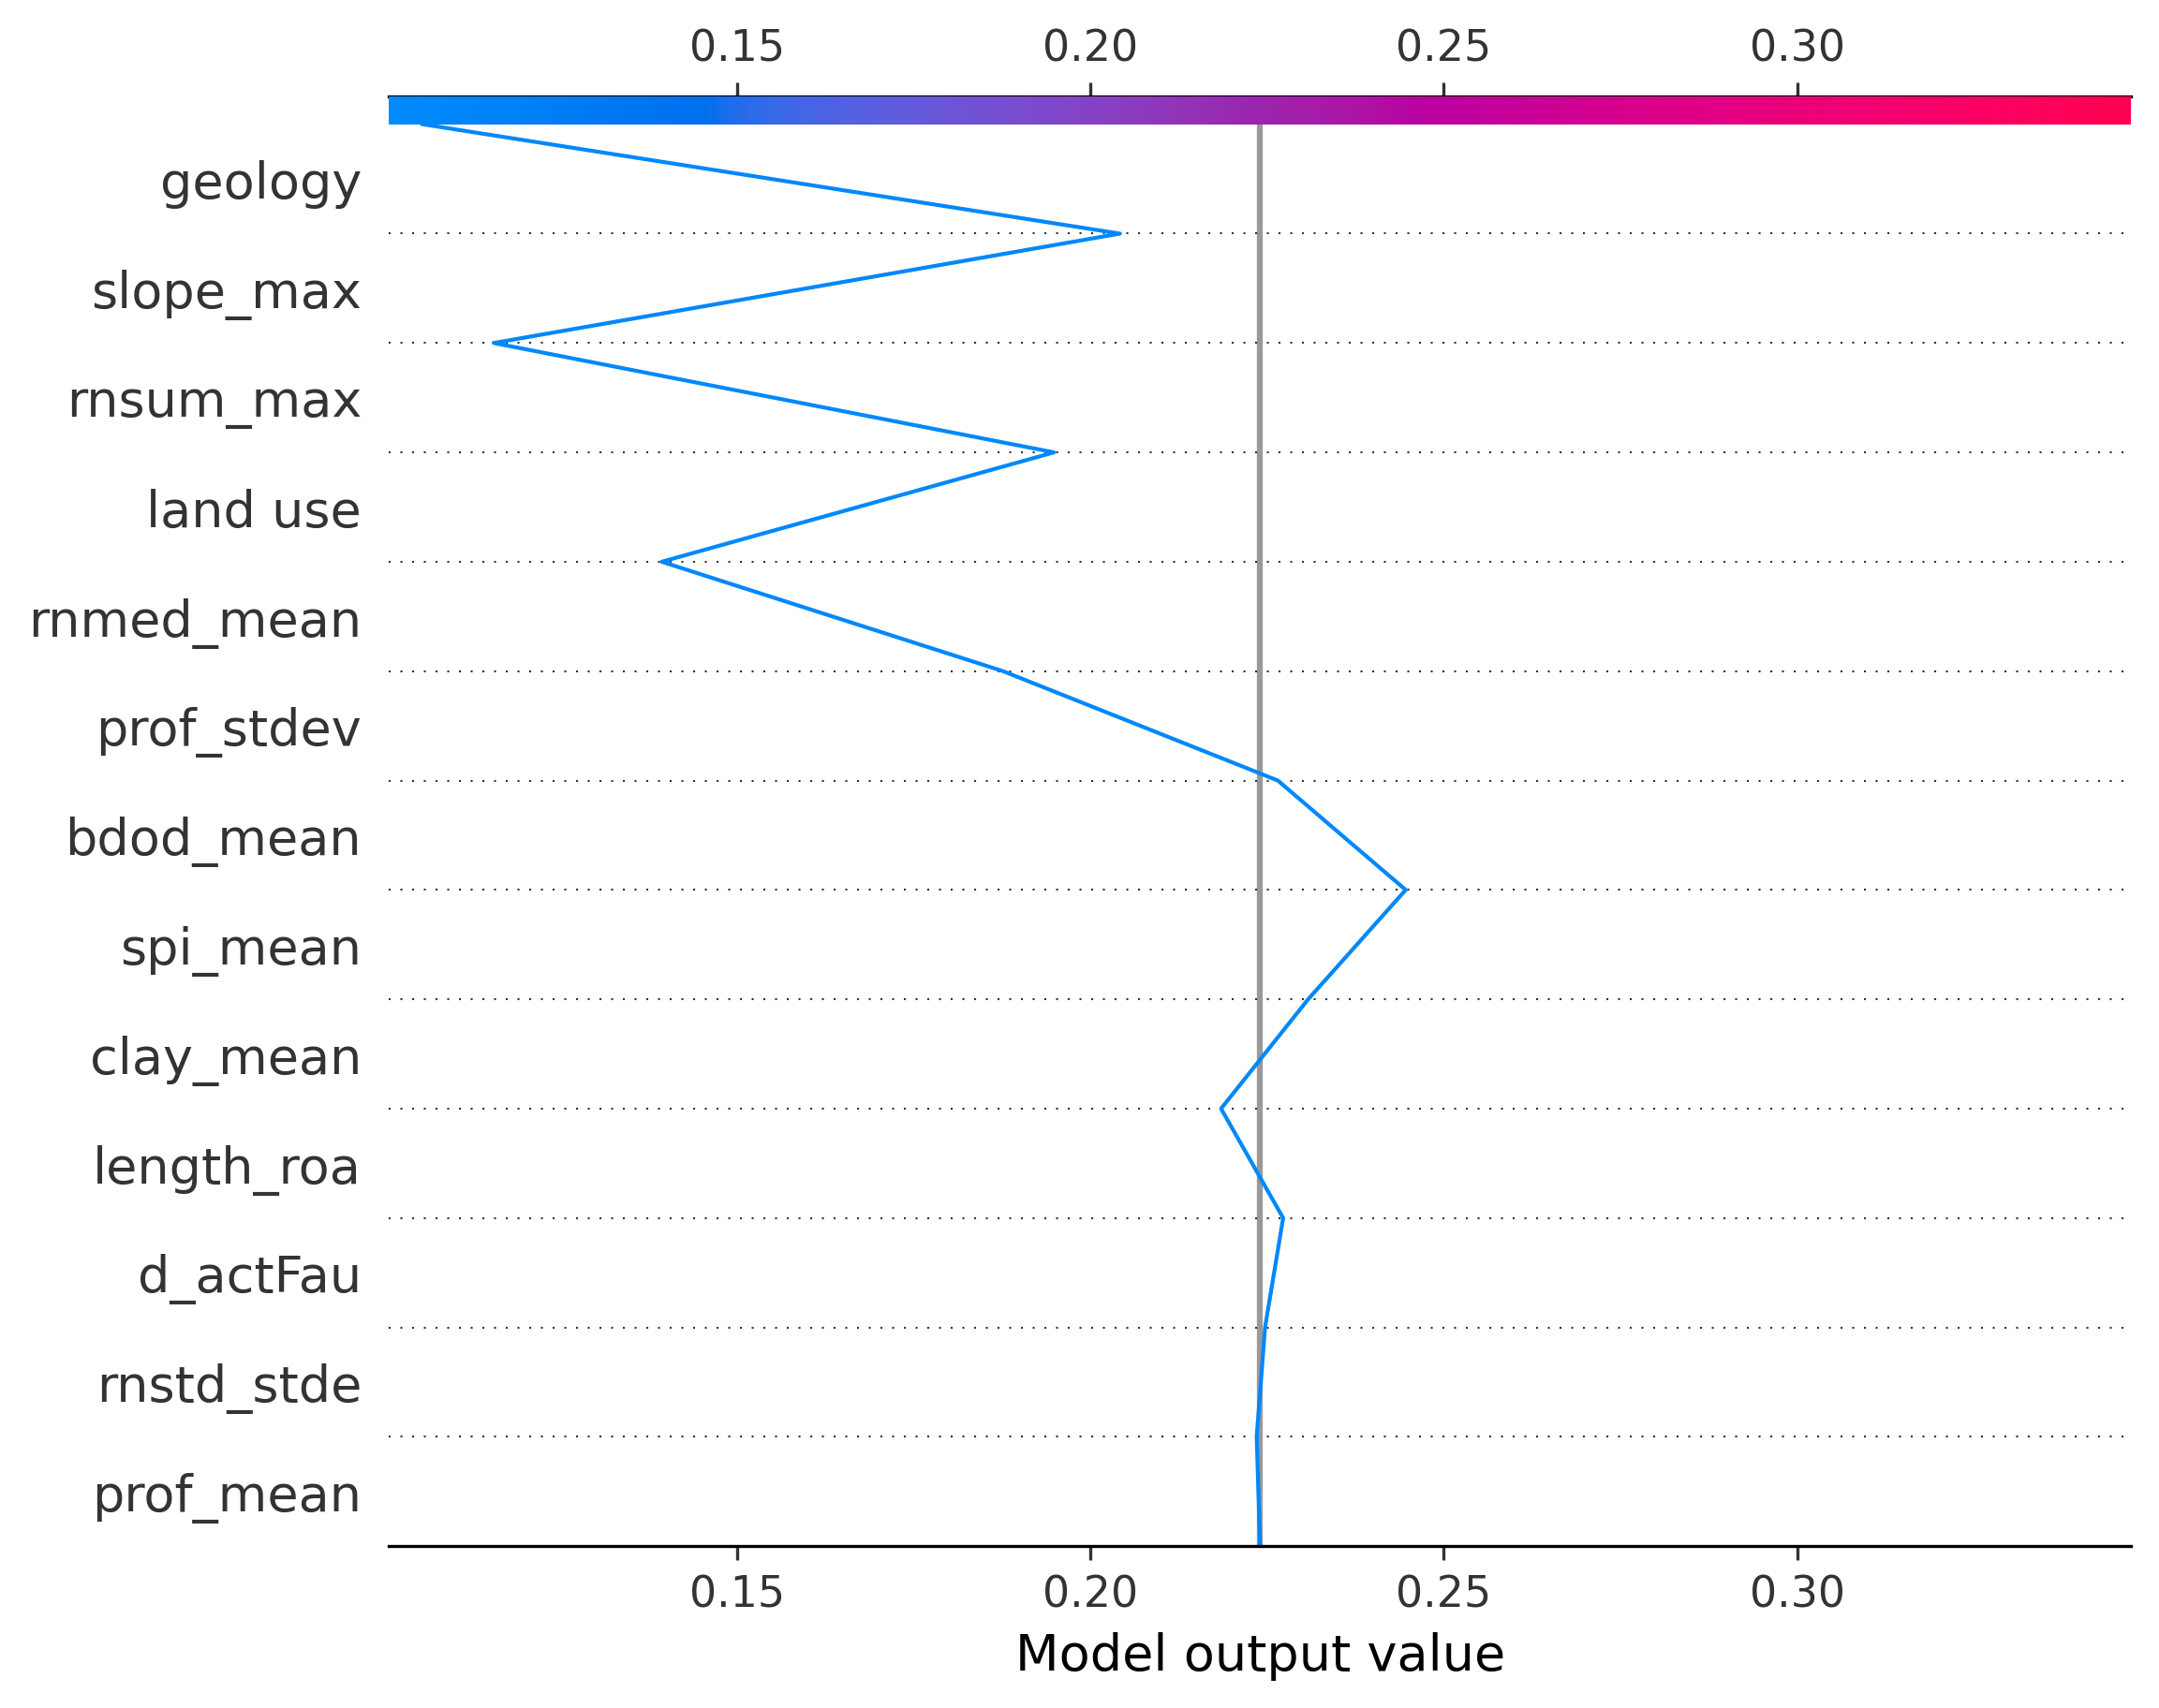 0.15 0.20 0.25 0.30
geology
slope_max
rnsum_max
land use
rnmed_mean
prof_stdev
bdod_mean
spi_mean
clay_mean
length_roa
d_actFau
rnstd_stde
prof_mean
0.15 0.20 0.25 0.30
Model output value